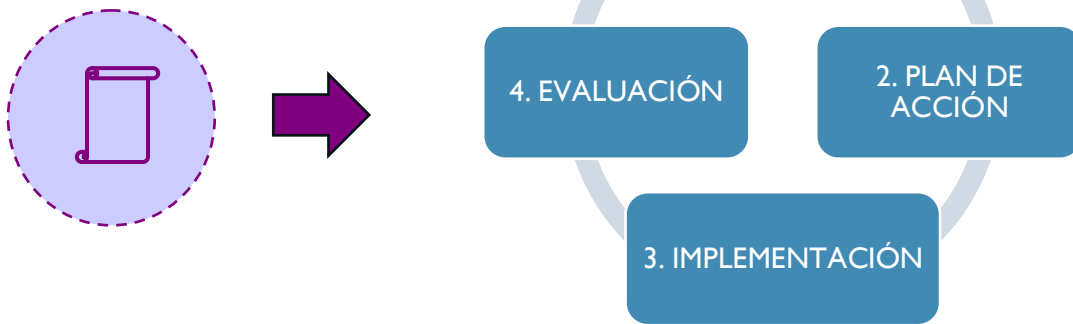 4. EVALUACIÓN
2. PLAN DE
ACCIÓN
3. IMPLEMENTACIÓN